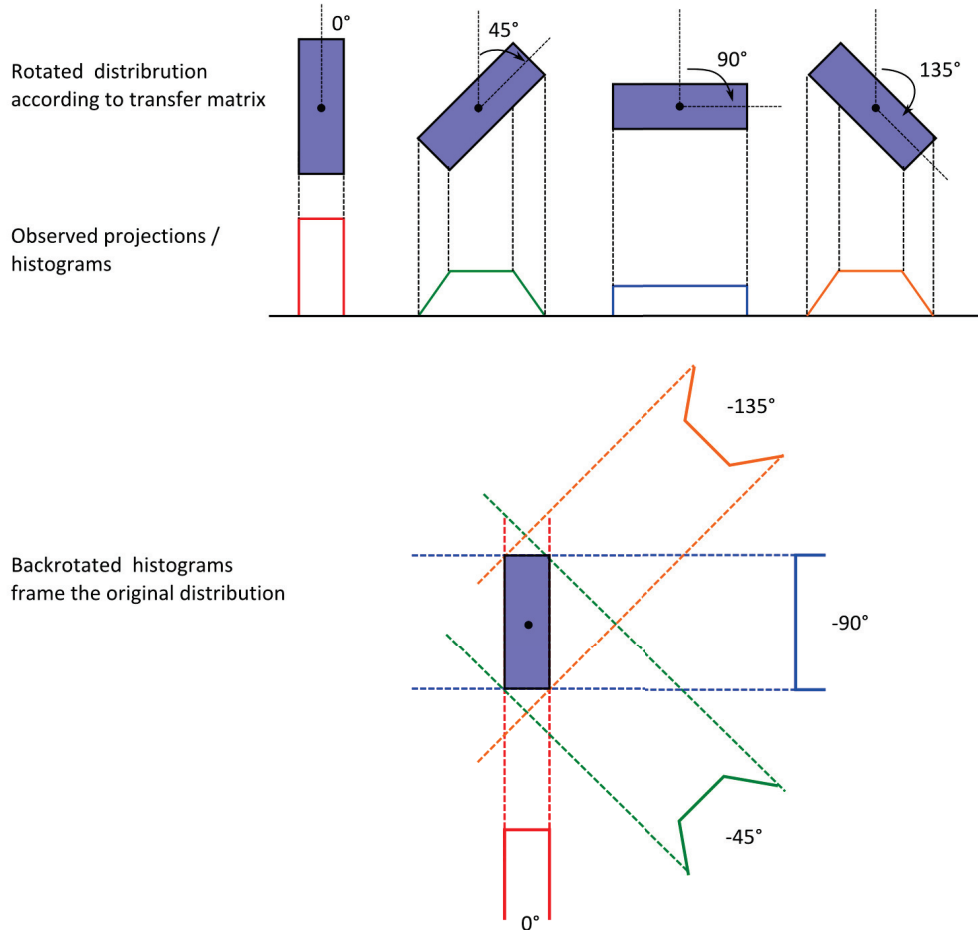 0°
45°
90°
135°
Rotated distribrution
according to transfer matrix
Observed projections /
histograms
-135°
Backrotated histograms
frame the original distribution
-90°
-45°
0°